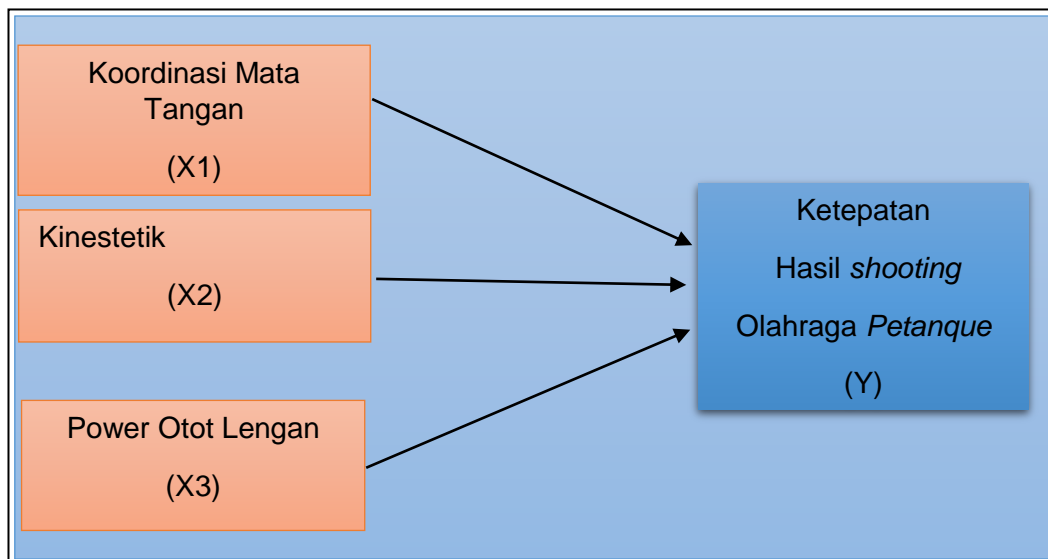 Koordinasi Mata
Tangan
(X1)
Kinestetik
(X2)
Power Otot Lengan
(X3)
Ketepatan
Hasil shooting
Olahraga Petanque
(Y)